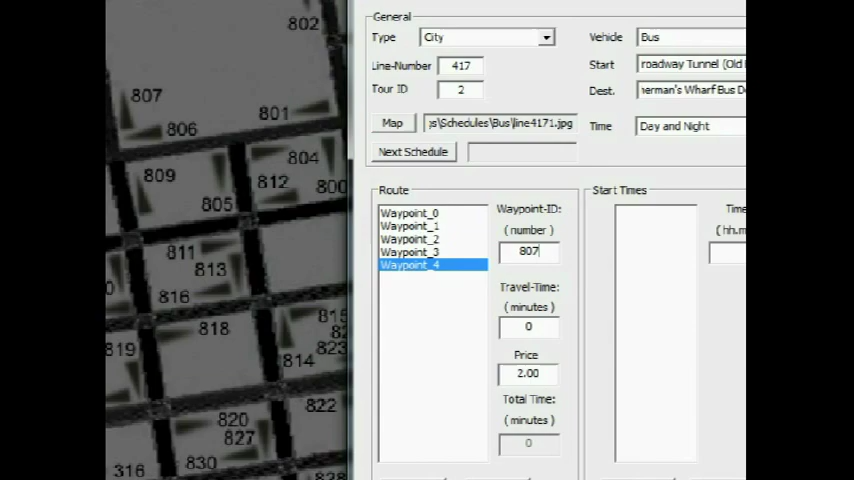 802
807
801
806
804
809
812
800
805
811
813
816
818
815
823
819
814
822
820
827
830
316
General
Type City Vehicle Bus
Line-Number 417 Start roadway Tunnel (Old
Tour ID 2 Dest. herman's Wharf Bus
Map s\Schedules\Bus\line4171.jpg Time Day and Night
Next Schedule
Route
Waypoint_0
Waypoint_1
Waypoint_2
Waypoint_3
Waypoint_4
Waypoint-ID:
( number )
807
Travel-Time:
( minutes )
0
Price
2.00
Total Time:
( minutes )
0
Start Times
Time
( hh.m